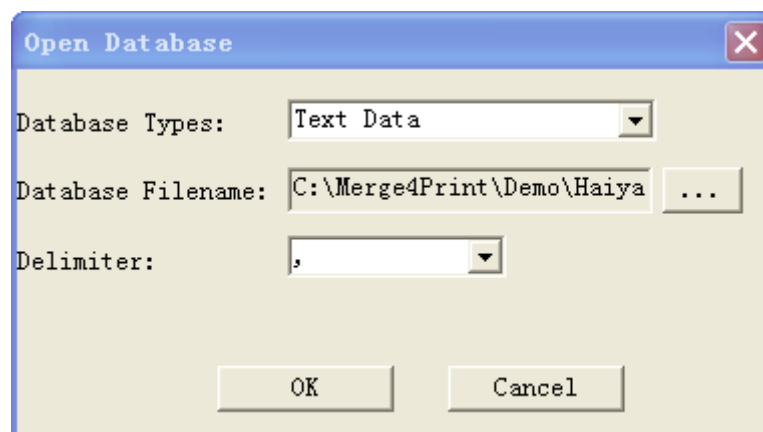 Open Database
Database Types: Text Data
Database Filename: C:\Merge4Print\Demo\Haiya ...
Delimiter: ,
OK Cancel